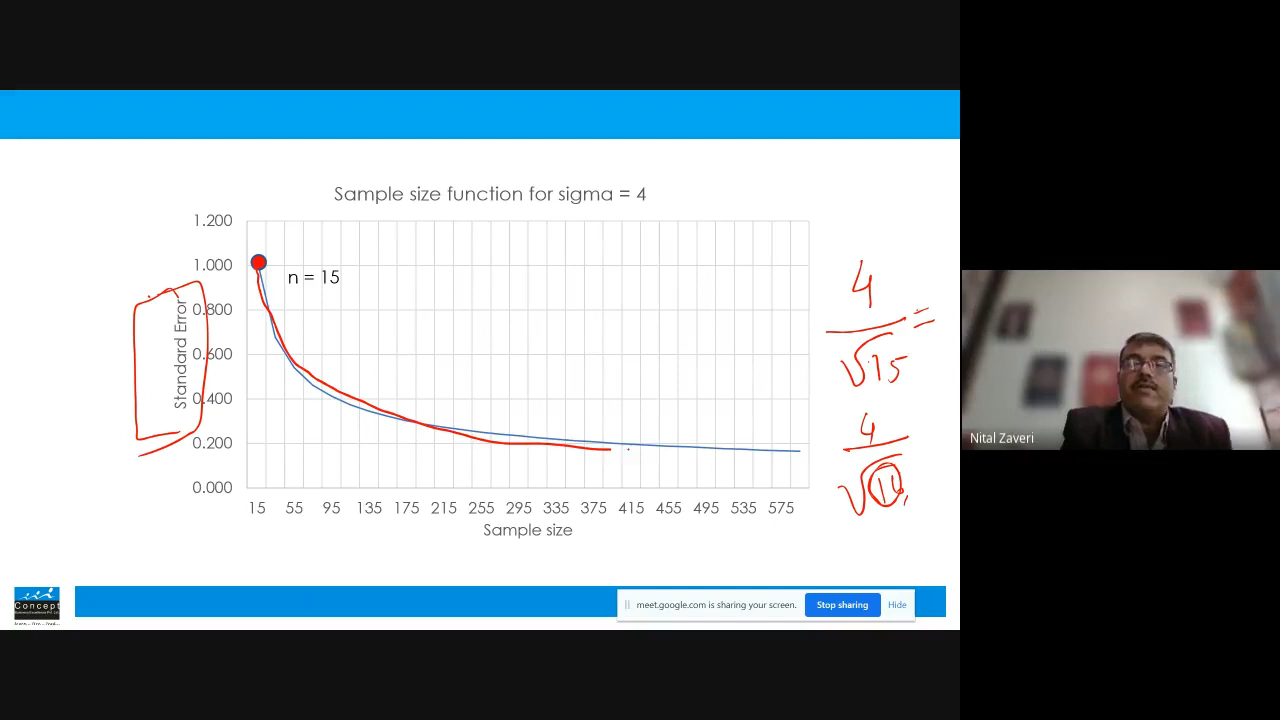 Sample size function for sigma = 4
1.200
1.000
0.800
0.600
0.400
0.200
0.000
Standard Error
n = 15
15 55 95 135 175 215 255 295 335 375 415 455 495 535 575
Sample size
4
√15 =
4
Nital Zaveri
Concept
meet.google.com is sharing your screen. Stop sharing Hide